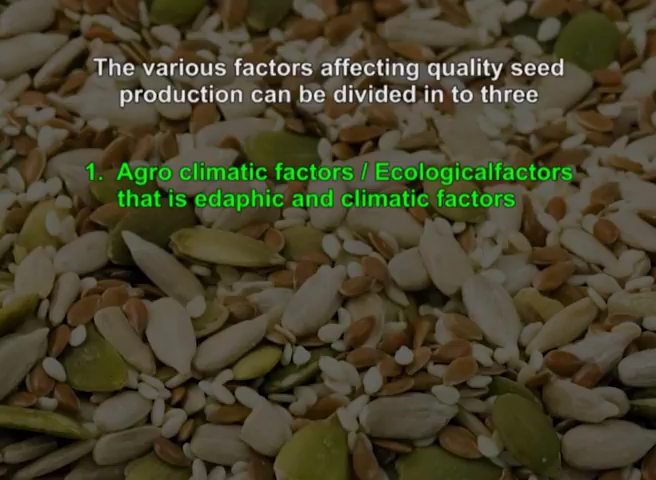 The various factors affecting quality seed
production can be divided in to three
1. Agro climatic factors / Ecologicalfactors
that is edaphic and climatic factors